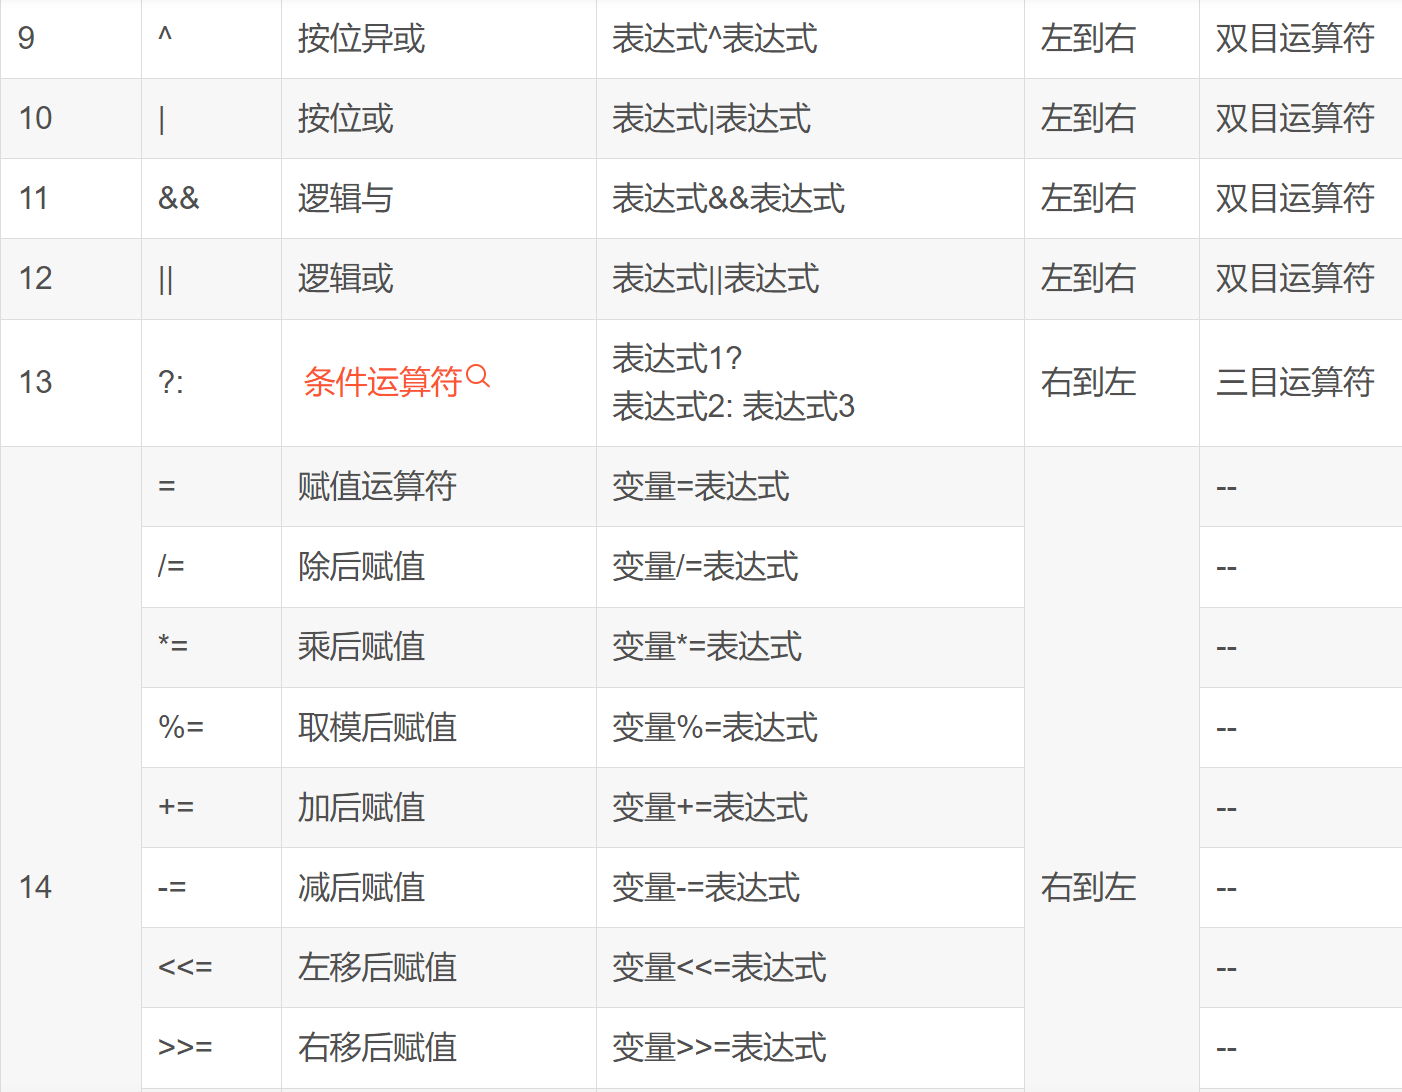 9 ^ 按位异或 表达式^表达式 左到右 双目运算符
10 | 按位或 表达式|表达式 左到右 双目运算符
11 && 逻辑与 表达式&&表达式 左到右 双目运算符
12 || 逻辑或 表达式||表达式 左到右 双目运算符
13 ?: 条件运算符 表达式1? 右到左 三目运算符
表达式2: 表达式3
= 赋值运算符 变量=表达式 --
/= 除后赋值 变量/=表达式 --
*= 乘后赋值 变量*=表达式 --
%= 取模后赋值 变量%=表达式 --
+= 加后赋值 变量+=表达式 --
14 -= 减后赋值 变量-=表达式 右到左 --
<<= 左移后赋值 变量<<=表达式 --
>>= 右移后赋值 变量>>=表达式 --